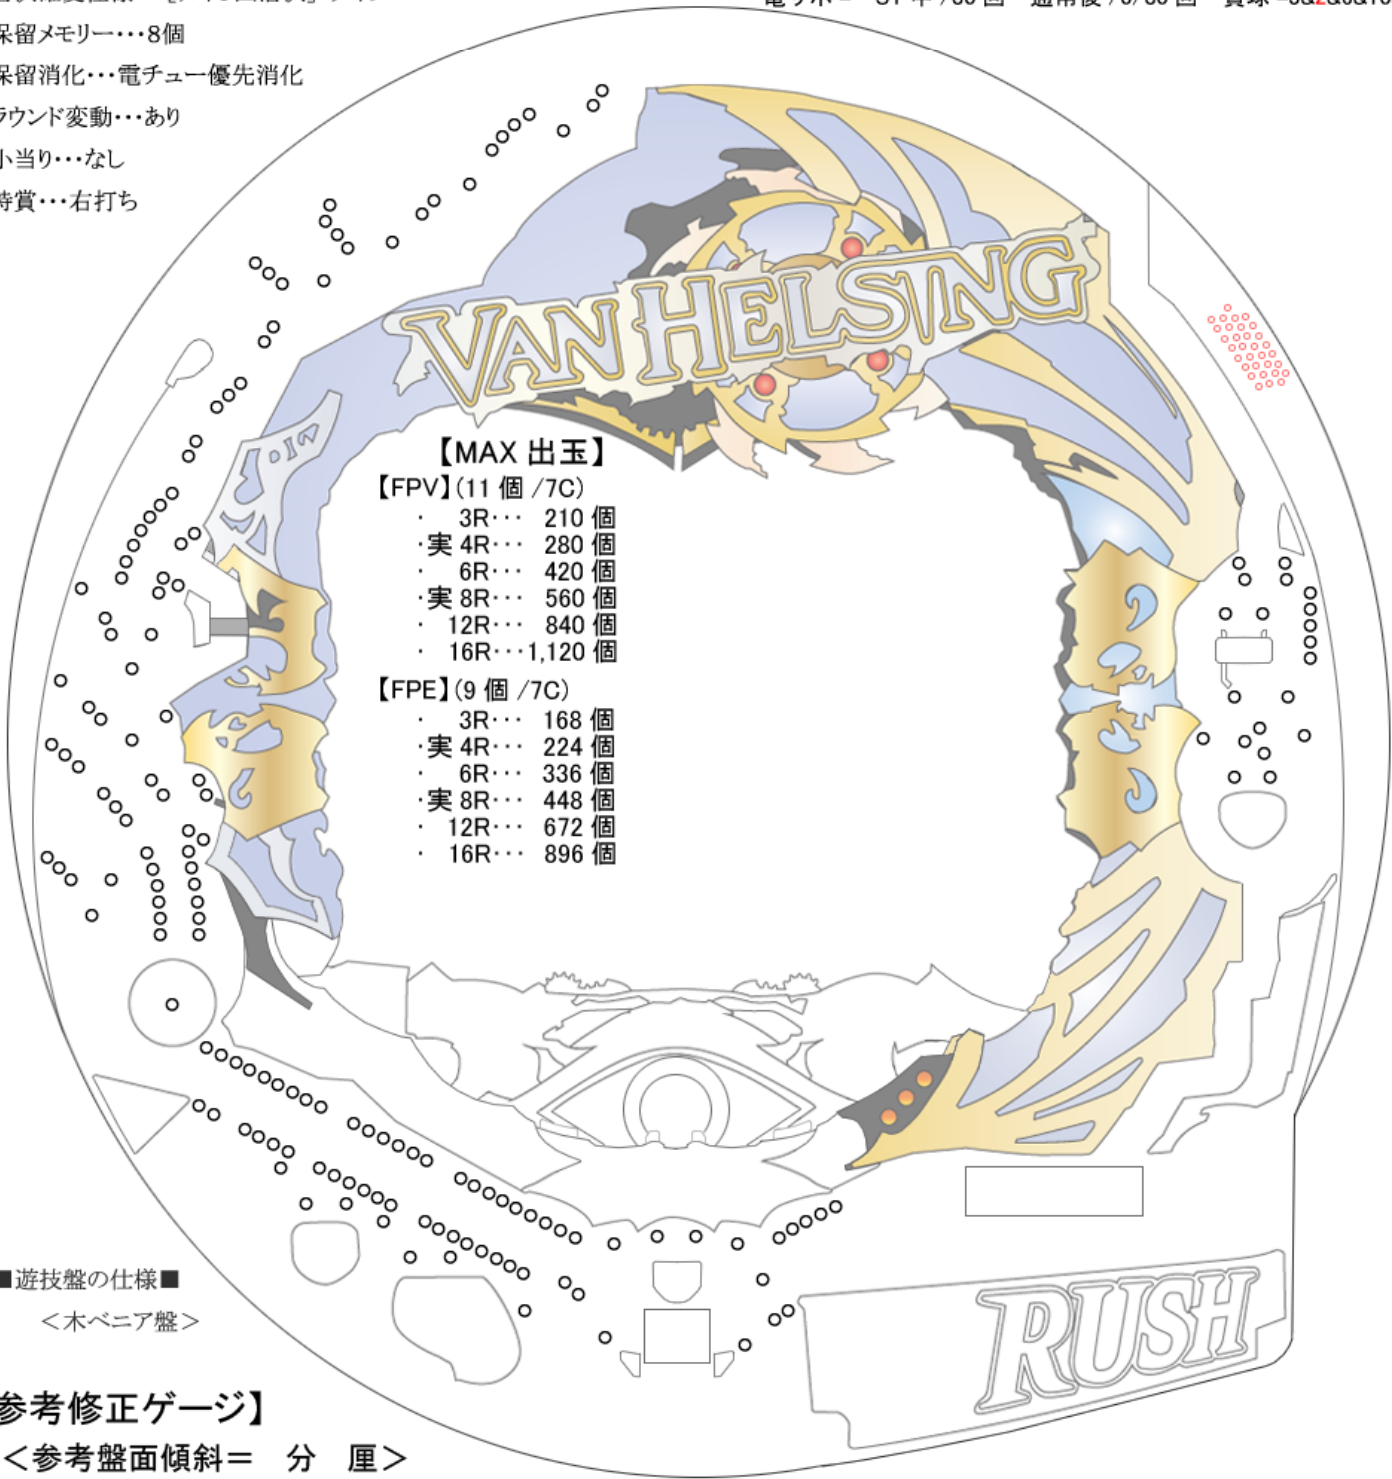 保留メモリー・・・8個
保留消化・・・電チュー優先消化
ラウンド変動・・・あり
小当り・・・なし
特賞・・・右打ち
VAN HELSING
【MAX 出玉】
【FPV】(11 個 /7C)
・ 3R・・・ 210 個
・実 4R・・・ 280 個
・ 6R・・・ 420 個
・実 8R・・・ 560 個
・ 12R・・・ 840 個
・ 16R・・・1,120 個
【FPE】(9 個 /7C)
・ 3R・・・ 168 個
・実 4R・・・ 224 個
・ 6R・・・ 336 個
・実 8R・・・ 448 個
・ 12R・・・ 672 個
・ 16R・・・ 896 個
■遊技盤の仕様■
＜木ベニア盤＞
RUSH
参考修正ゲージ】
＜参考盤面傾斜＝ 分 厘＞